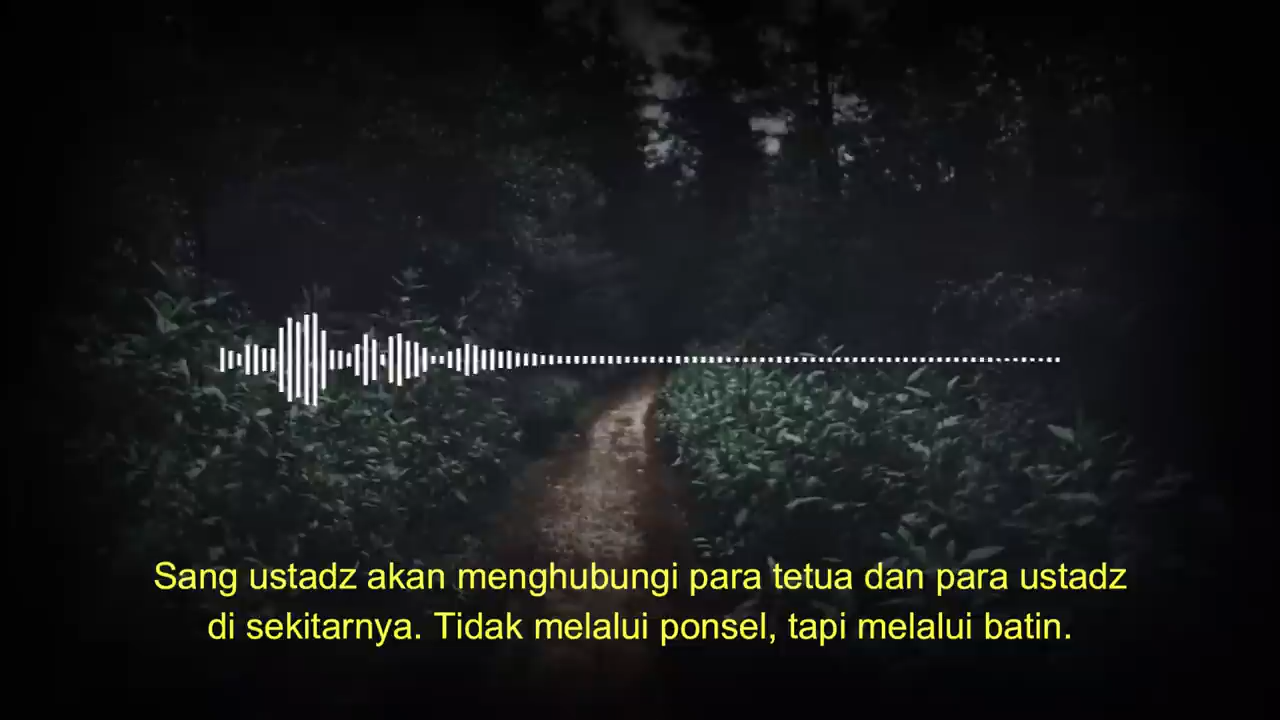 Sang ustadz akan menghubungi para tetua dan para ustadz
di sekitarnya. Tidak melalui ponsel, tapi melalui batin.